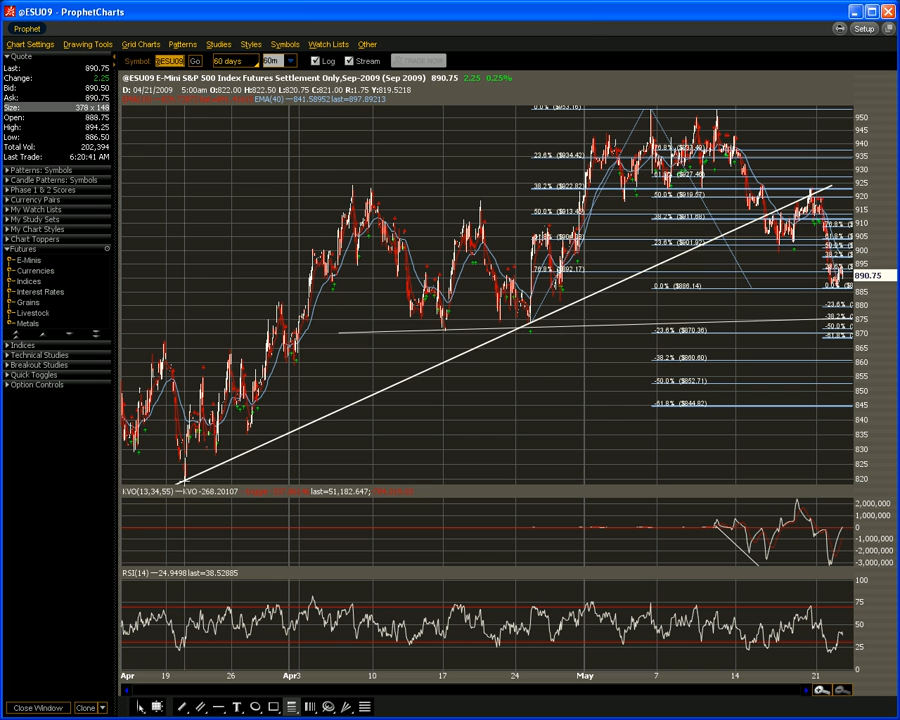 @ESU09 - ProphetCharts
Prophet
Setup
Chart Settings Drawing Tools Grid Charts Patterns Studies Styles Symbols Watch Lists Other
Quote
Symbol @ESU09 Go 60 days 60m Log Stream
Last: 890.75
Change: 2.25
Bid: 890.50
Ask: 890.75
Size: 378 x 148
Open: 888.75
High: 894.25
Low: 886.50
Total Vol: 202,394
Last Trade: 6:20:41 AM
Patterns: Symbols
Candle Patterns: Symbols
Phase 1 & 2 Scores
Currency Pairs
My Watch Lists
My Study Sets
My Chart Styles
Chart Toppers
Futures
E-Minis
Currencies
Indices
Interest Rates
Grains
Livestock
Metals
Indices
Technical Studies
Breakout Studies
Quick Toggles
Option Controls
Close Window Clone
@ESU09 E-Mini S&P 500 Index Futures Settlement Only,Sep-2009 (Sep 2009) 890.75 2.25 0.25%
D: 04/21/2009 5:00am O:822.00 H:822.50 L:820.75 C:821.00 R:1.75 Y:819.5218
EMA(40) —841.58952 last=897.89213
0.0% ($953.16)
23.6% ($934.42)
38.2% ($922.82)
50.0% ($913.45)
76.8% ($892.17)
61.8% ($927.46)
50.0% ($919.57)
38.2% ($911.68)
23.6% ($901.92)
0.0% ($886.14)
-23.6% ($870.36)
-38.2% ($860.60)
-50.0% ($852.71)
-61.8% ($844.82)
950
945
940
935
930
925
920
915
910
905
900
895
890.75
885
880
875
870
865
860
855
850
845
840
835
830
825
820
KVO(13,34,55) —KVO -268.20107 last=51,182.647;
2,000,000
1,000,000
0
-1,000,000
-2,000,000
-3,000,000
RSI(14) —24.9498 last=38.52885
100
75
50
25
0
Apr 19 26 Apr3 10 17 24 May 7 14 21